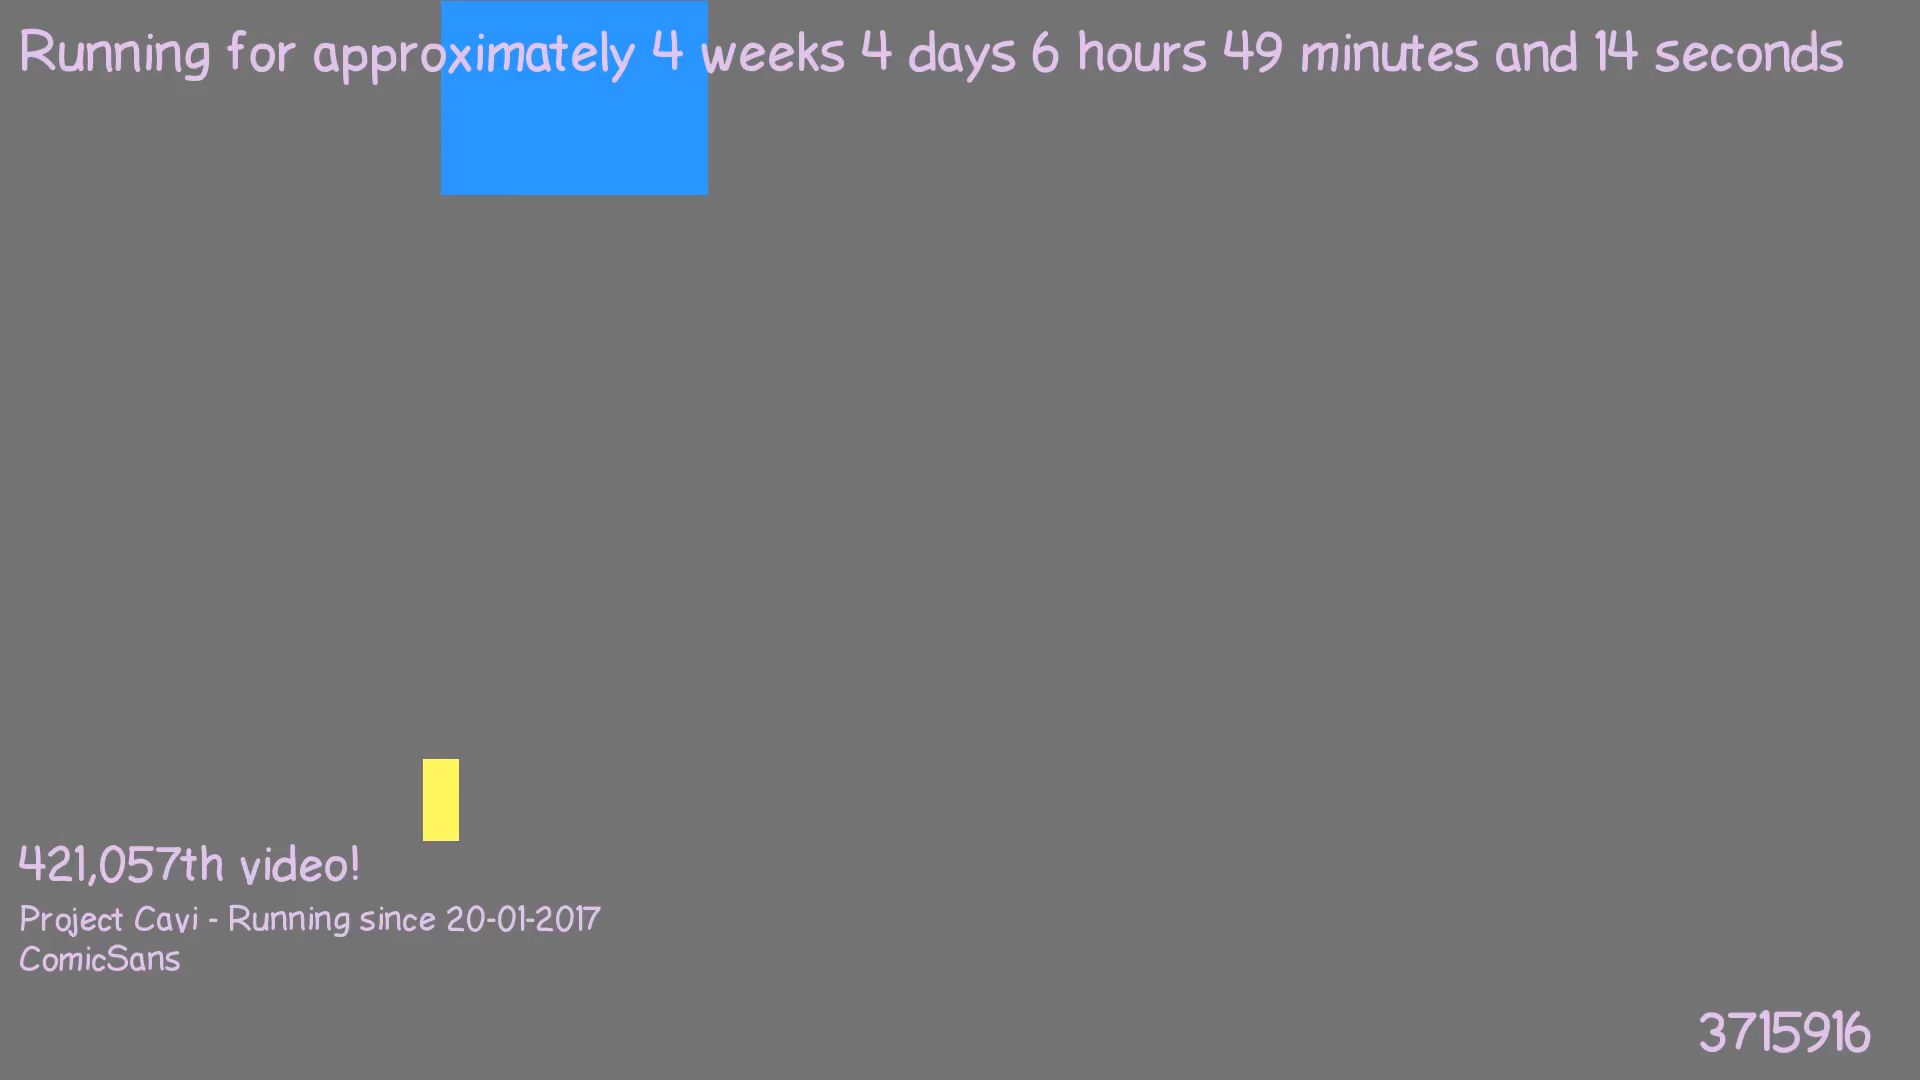 Running for approximately 4 weeks 4 days 6 hours 49 minutes and 14 seconds
421,057th video!
Project Cavi - Running since 20-01-2017
ComicSans
3715916